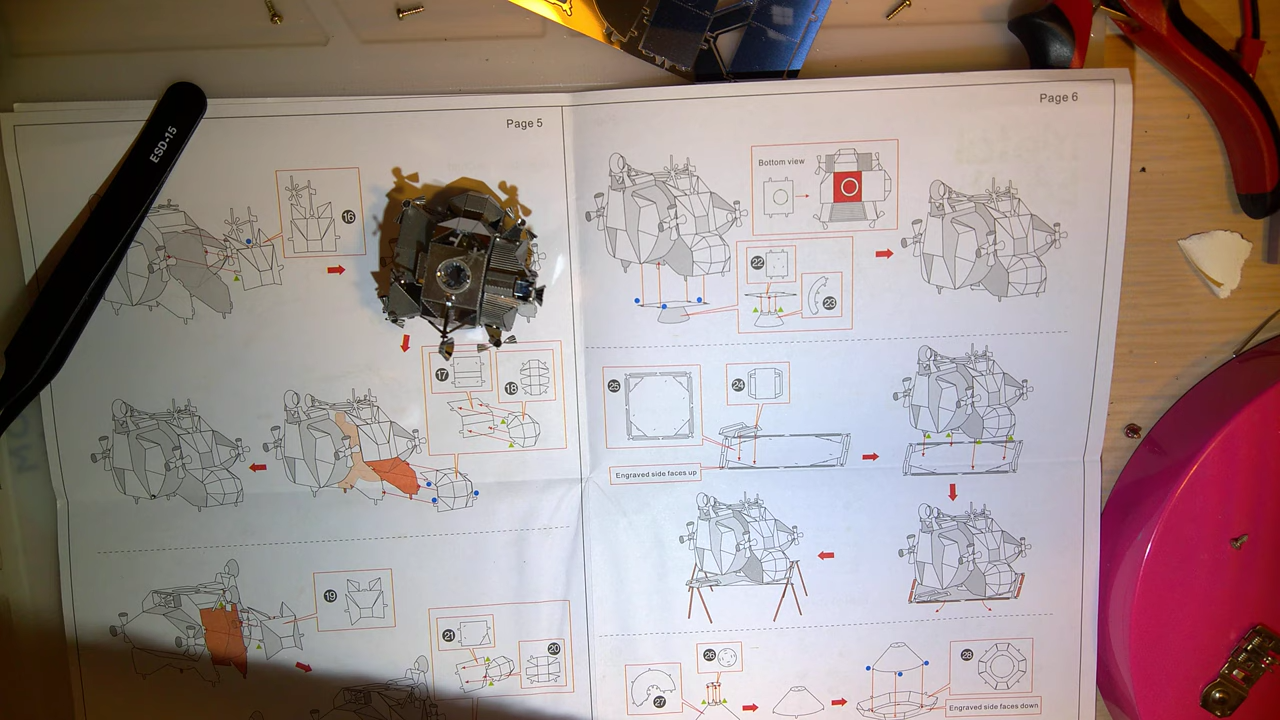 Page 5
ESD-15
16
17
18
19
21
20
Page 6
Bottom view
22
23
25
24
Engraved side faces up
26
27
28
Engraved side faces down